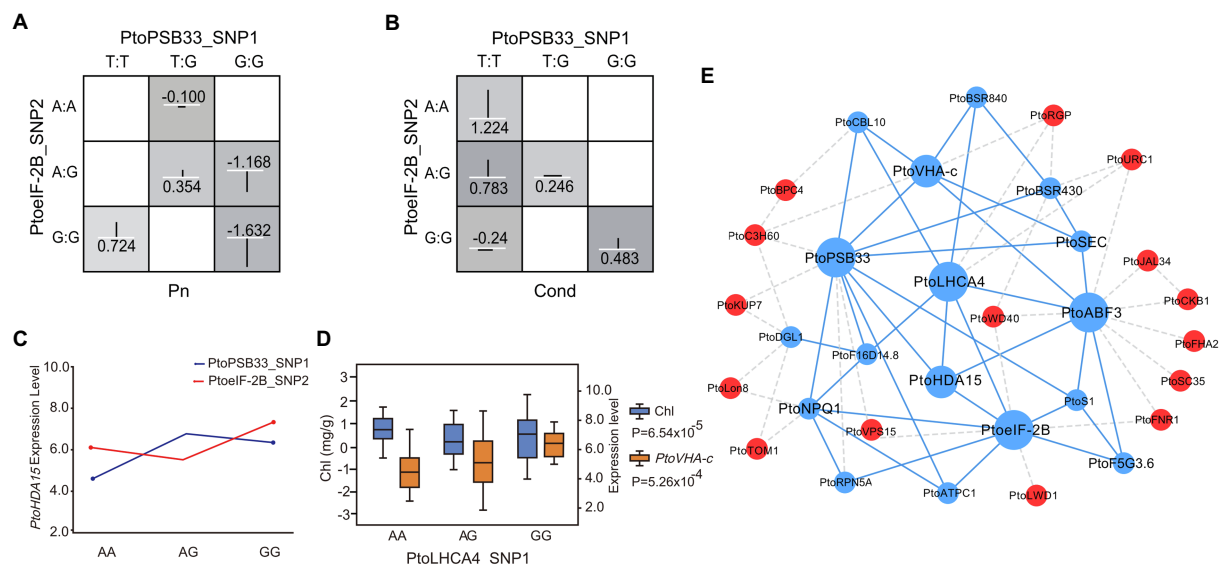 A
PtoPSB33_SNP1
T:T T:G G:G
PtoeIF-2B_SNP2
A:A
-0.100
A:G
0.354
-1.168
G:G
0.724
-1.632
Pn
B
PtoPSB33_SNP1
T:T T:G G:G
PtoeIF-2B_SNP2
A:A
1.224
A:G
0.783
0.246
G:G
-0.24
0.483
Cond
C
PtoHDA15 Expression Level
10.0
8.0
6.0
4.0
2.0
PtoPSB33_SNP1
PtoeIF-2B_SNP2
AA AG GG
D
Chl (mg/g)
3
2
1
0
-1
-2
-3
10.0
8.0
6.0
4.0
2.0
Expression level
AA AG GG
PtoLHCA4_SNP1
Chl
P=6.54x10-5
PtoVHA-c
P=5.26x10-4
E
PtoBSR840
PtoRGP
PtoCBL10
PtoURC1
PtoVHA-c
PtoBPC4
PtoBSR430
PtoC3H60
PtoSEC
PtoPSB33
PtoJAL34
PtoLHCA4
PtoKUP7
PtoCKB1
PtoABF3
PtoWD40
PtoDGL1
PtoFHA2
PtoF16D14.8
PtoHDA15
PtoSC35
PtoLon8
PtoS1
PtoNPQ1
PtoFNR1
PtoVPS15
PtoeIF-2B
PtoTOM1
PtoF5G3.6
PtoRPN5A
PtoATPC1
PtoLWD1